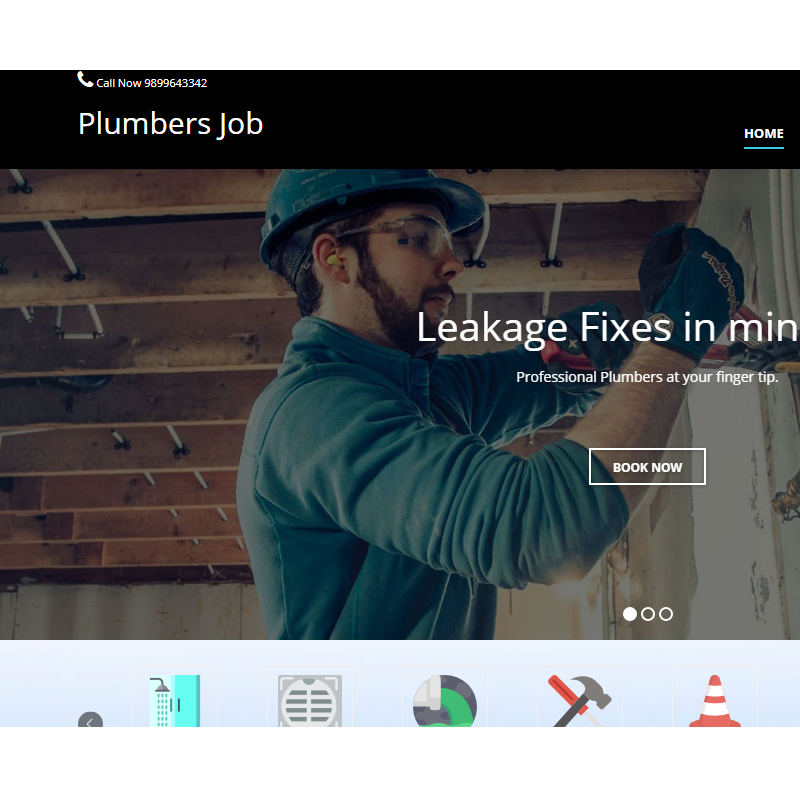 Call Now 9899643342
Plumbers Job
HOME
Leakage Fixes in min
Professional Plumbers at your finger tip.
BOOK NOW